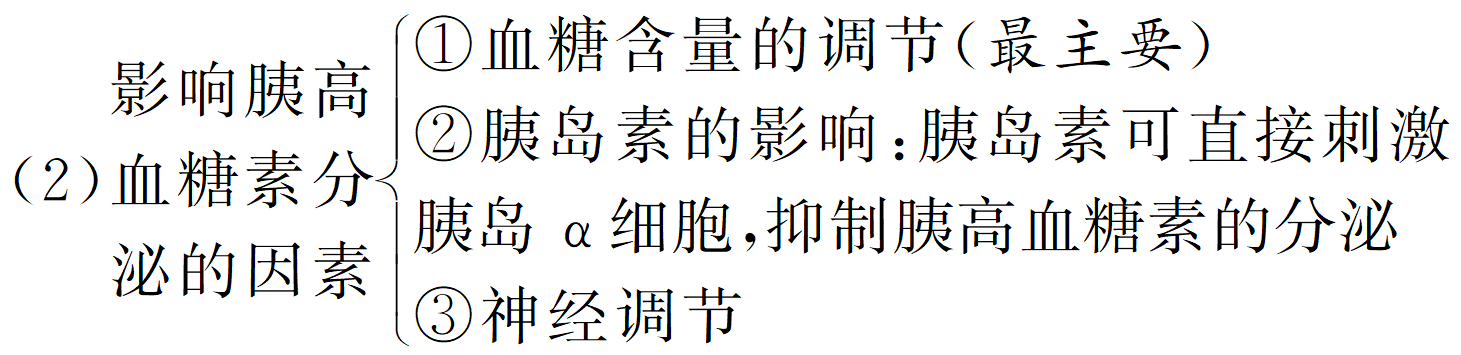 (2)影响胰高血糖素分泌的因素
①血糖含量的调节(最主要)
②胰岛素的影响:胰岛素可直接刺激
胰岛 α 细胞,抑制胰高血糖素的分泌
③神经调节